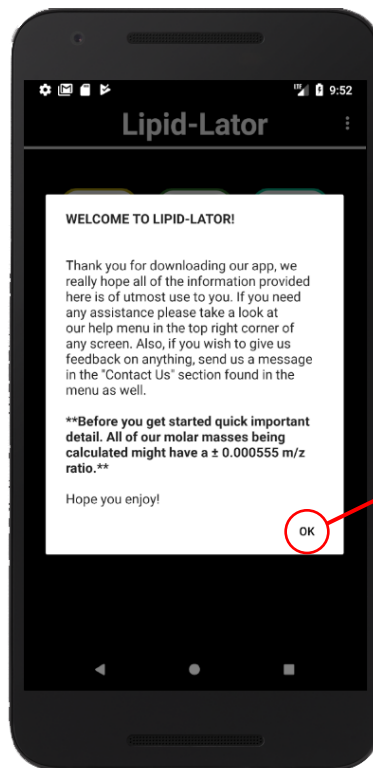 9:52
Lipid-Lator
WELCOME TO LIPID-LATOR!
Thank you for downloading our app, we
really hope all of the information provided
here is of utmost use to you. If you need
any assistance please take a look at
our help menu in the top right corner of
any screen. Also, if you wish to give us
feedback on anything, send us a message
in the "Contact Us" section found in the
menu as well.
**Before you get started quick important
detail. All of our molar masses being
calculated might have a ± 0.000555 m/z
ratio.**
Hope you enjoy!
OK